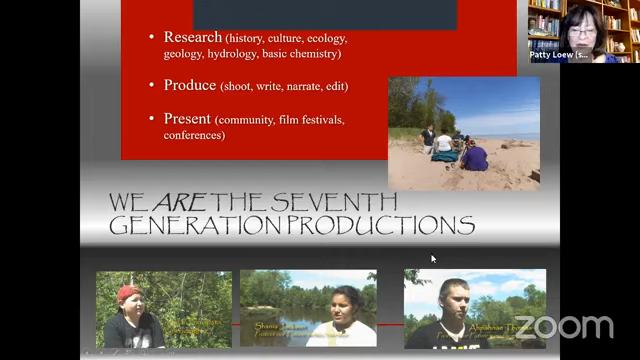 • Research (history, culture, ecology,
geology, hydrology, basic chemistry)
• Produce (shoot, write, narrate, edit)
• Present (community, film festivals,
conferences)
Patty Loew (s...
WE ARE THE SEVENTH
GENERATION PRODUCTIONS
Shania
zoom